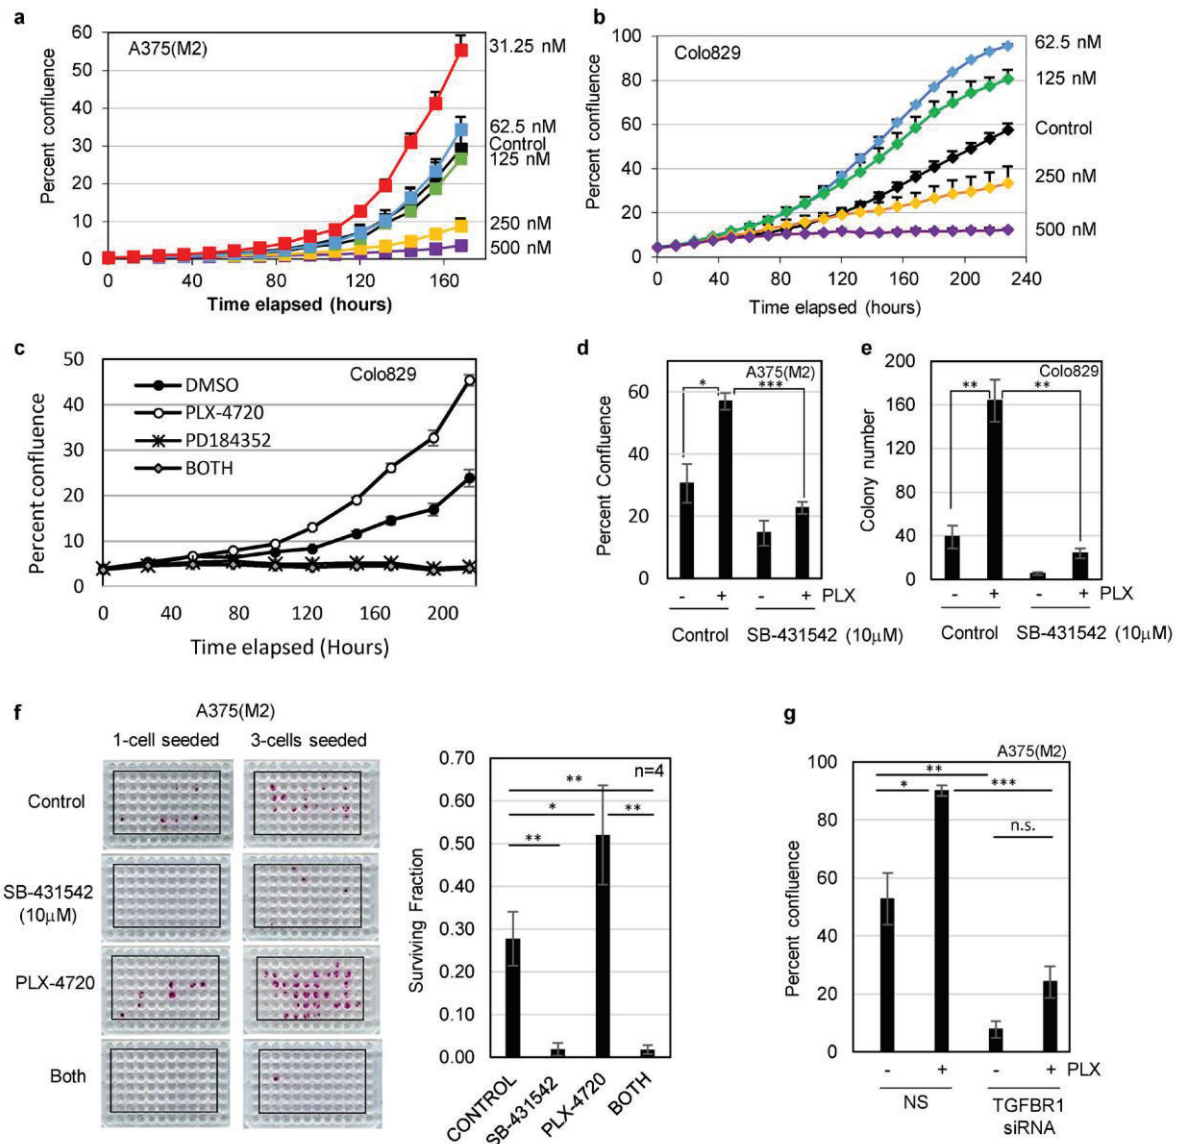 a
A375(M2)
Percent confluence
60
50
40
30
20
10
0
0
40
80
120
160
Time elapsed (hours)
31.25 nM
62.5 nM
Control
125 nM
250 nM
500 nM
b
Colo829
Percent confluence
100
80
60
40
20
0
0
40
80
120
160
200
240
Time elapsed (hours)
62.5 nM
125 nM
Control
250 nM
500 nM
c
Colo829
DMSO
PLX-4720
PD184352
BOTH
Percent confluence
50
40
30
20
10
0
0
40
80
120
160
200
Time elapsed (Hours)
d
A375(M2)
Percent Confluence
60
40
20
0
*
***
- + - + PLX
Control SB-431542 (10μM)
e
Colo829
Colony number
200
160
120
80
40
0
**
**
- + - + PLX
Control SB-431542 (10μM)
f
A375(M2)
1-cell seeded 3-cells seeded
Control
SB-431542
(10μM)
PLX-4720
Both
Surviving Fraction
0.70
0.60
0.50
0.40
0.30
0.20
0.10
0.00
n=4
**
*
**
**
CONTROL
SB-431542
PLX-4720
BOTH
g
A375(M2)
Percent confluence
100
80
60
40
20
0
**
*
***
n.s.
- + - + PLX
NS TGFBR1
siRNA